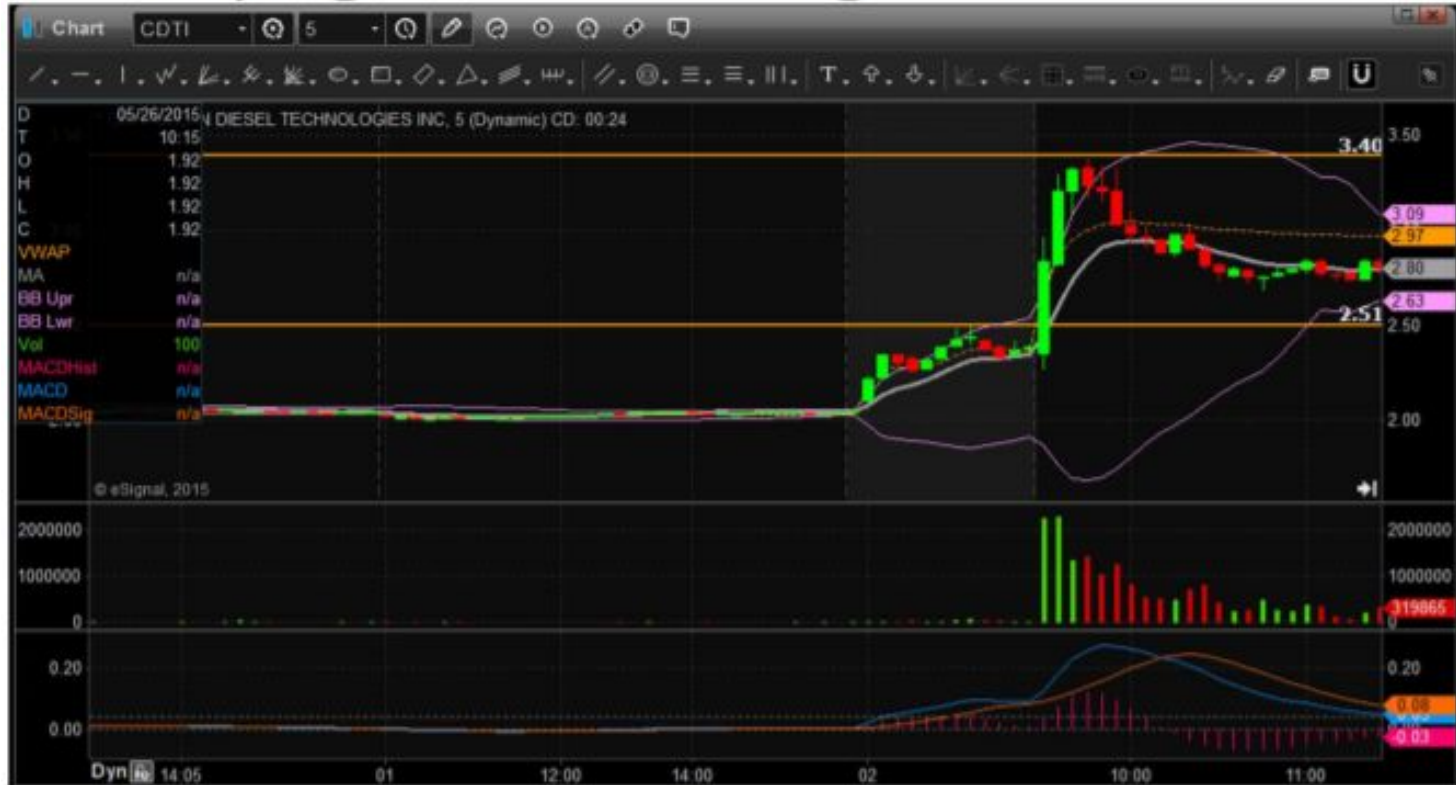 Chart CDTI 5
D 05/26/2015 N DIESEL TECHNOLOGIES INC, 5 (Dynamic) CD: 00:24
T 10:15
O 1.92
H 1.92
L 1.92
C 1.92
VWAP
MA n/a
BB Upr n/a
BB Lwr n/a
Vol 100
MACDHist n/a
MACD n/a
MACDSig n/a
3.50
3.40
3.09
2.97
2.80
2.63
2.51
2.50
2.00
© eSignal, 2015
2000000 2000000
1000000 1000000
319865
0 0
0.20 0.20
0.08
0.00
-0.03
Dyn 14:05 01 12:00 14:00 02 10:00 11:00